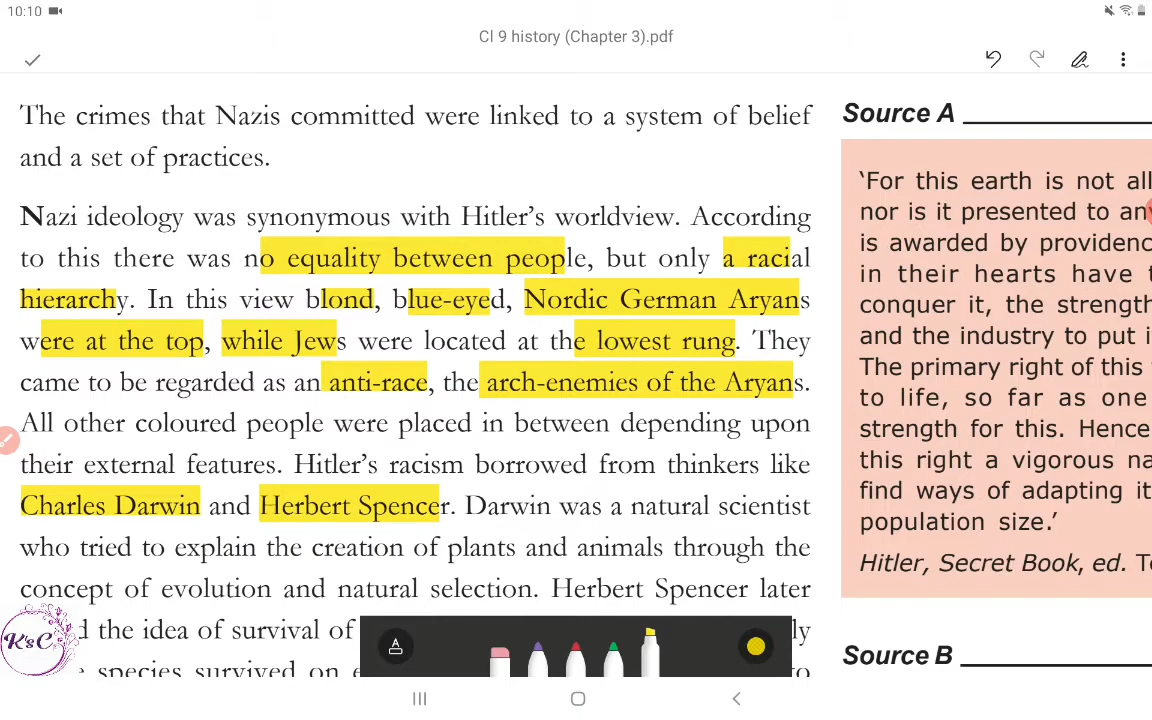 10:10
Cl 9 history (Chapter 3).pdf
The crimes that Nazis committed were linked to a system of belief
and a set of practices.
Nazi ideology was synonymous with Hitler's worldview. According
to this there was no equality between people, but only a racial
hierarchy. In this view blond, blue-eyed, Nordic German Aryans
were at the top, while Jews were located at the lowest rung. They
came to be regarded as an anti-race, the arch-enemies of the Aryans.
All other coloured people were placed in between depending upon
their external features. Hitler's racism borrowed from thinkers like
Charles Darwin and Herbert Spencer. Darwin was a natural scientist
who tried to explain the creation of plants and animals through the
concept of evolution and natural selection. Herbert Spencer later
the idea of survival of
species survived on
K'sC
A
Source A
'For this earth is not all
nor is it presented to
is awarded by
in their hearts have
conquer it, the
and the industry to put
The primary right of this
to life, so far as one
strength for this. Hence
this right a vigorous
find ways of adapting
population size.'
Hitler, Secret Book, ed.
Source B